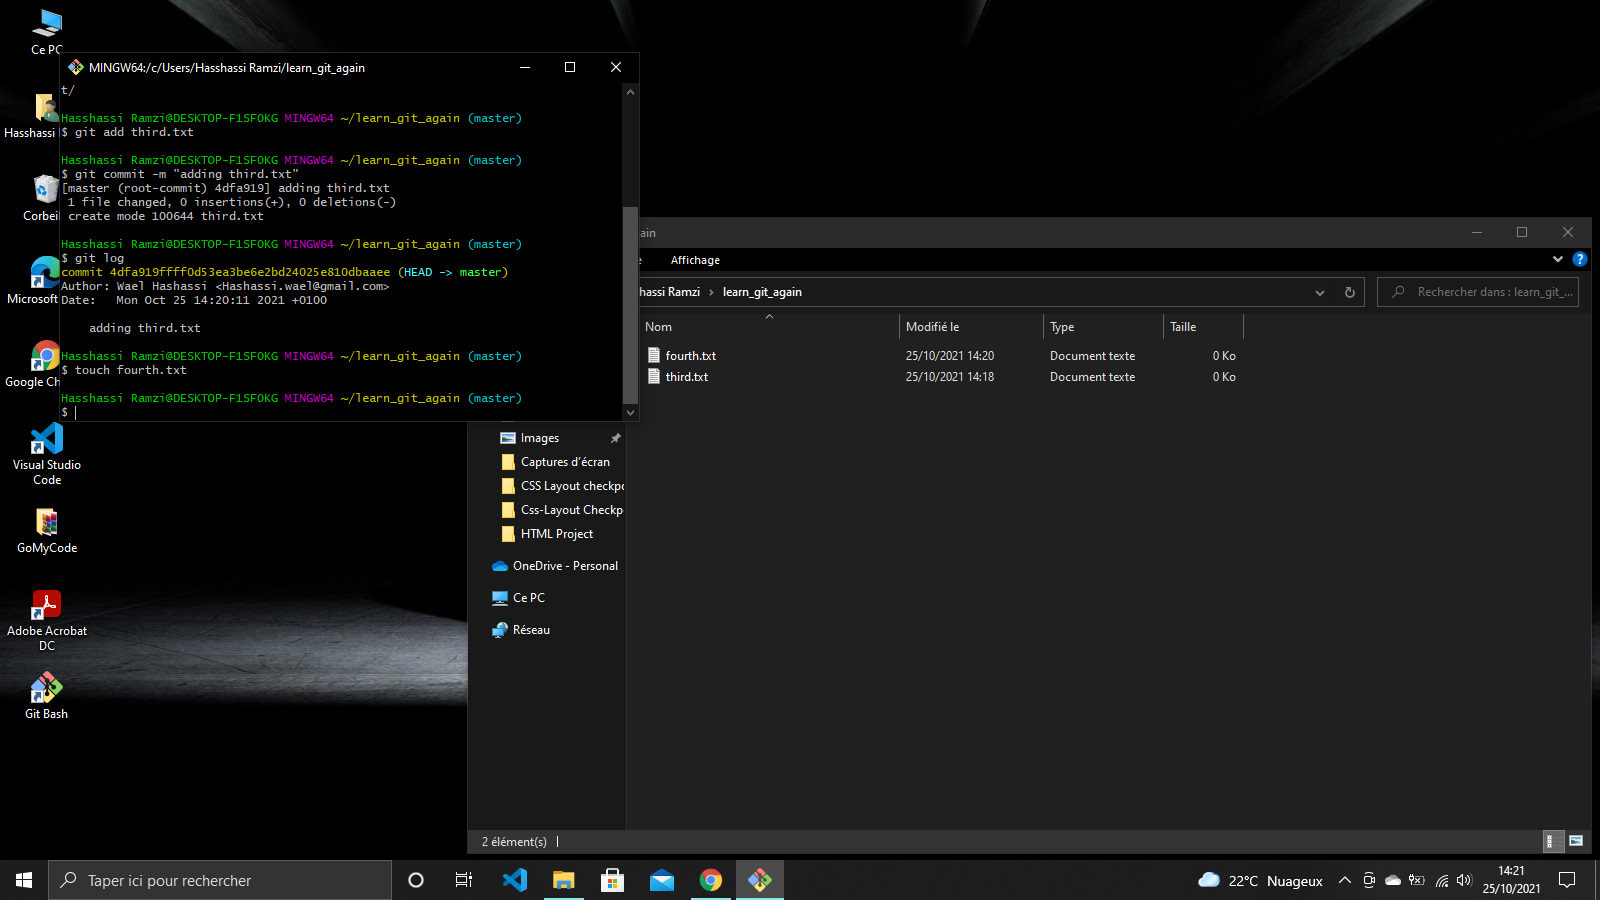 Ce PC
Hasshassi
Corbei
Microsoft
Google Ch
Visual Studio
Code
GoMyCode
Adobe Acrobat
DC
Git Bash
MINGW64:/c/Users/Hasshassi Ramzi/learn_git_again
t/
Hasshassi Ramzi@DESKTOP-F1SF0KG MINGW64 ~/learn_git_again (master)
$ git add third.txt
Hasshassi Ramzi@DESKTOP-F1SF0KG MINGW64 ~/learn_git_again (master)
$ git commit -m "adding third.txt"
[master (root-commit) 4dfa919] adding third.txt
1 file changed, 0 insertions(+), 0 deletions(-)
create mode 100644 third.txt
Hasshassi Ramzi@DESKTOP-F1SF0KG MINGW64 ~/learn_git_again (master)
$ git log
commit 4dfa919ffff0d53ea3be6e2bd24025e810dbaaee (HEAD -> master)
Author: Wael Hashassi <Hashassi.wael@gmail.com>
Date:   Mon Oct 25 14:20:11 2021 +0100
adding third.txt
Hasshassi Ramzi@DESKTOP-F1SF0KG MINGW64 ~/learn_git_again (master)
$ touch fourth.txt
Hasshassi Ramzi@DESKTOP-F1SF0KG MINGW64 ~/learn_git_again (master)
$
ain
e Affichage
hassi Ramzi > learn_git_again
Rechercher dans : learn_git_...
Nom Modifié le Type Taille
fourth.txt 25/10/2021 14:20 Document texte 0 Ko
third.txt 25/10/2021 14:18 Document texte 0 Ko
Images
Captures d'écran
CSS Layout checkpo
Css-Layout Checkp
HTML Project
OneDrive - Personal
Ce PC
Réseau
2 élément(s)
Taper ici pour rechercher
22°C Nuageux
14:21
25/10/2021